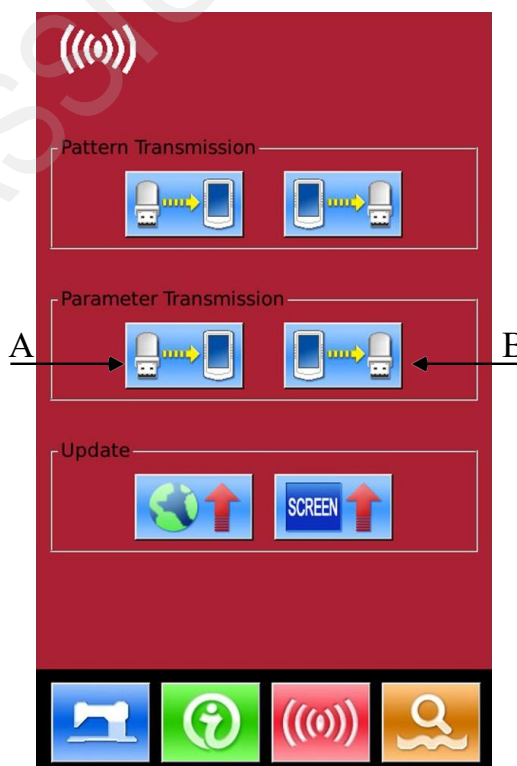 Pattern Transmission
Parameter Transmission
A
B
Update
SCREEN